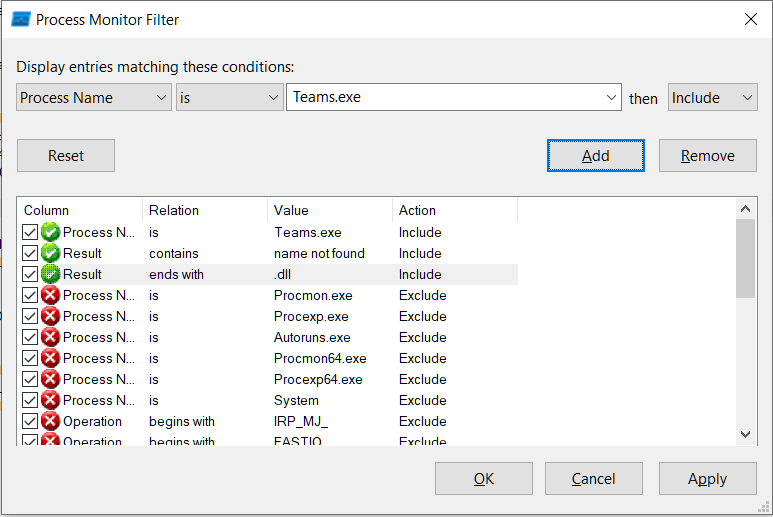 Process Monitor Filter
Display entries matching these conditions:
Process Name is Teams.exe then Include
Reset Add Remove
Column Relation Value Action
Process N... is Teams.exe Include
Result contains name not found Include
Result ends with .dll Include
Process N... is Procmon.exe Exclude
Process N... is Procexp.exe Exclude
Process N... is Autoruns.exe Exclude
Process N... is Procmon64.exe Exclude
Process N... is Procexp64.exe Exclude
Process N... is System Exclude
Operation begins with IRP_MJ_ Exclude
Operation begins with FASTIO_ Exclude
OK Cancel Apply